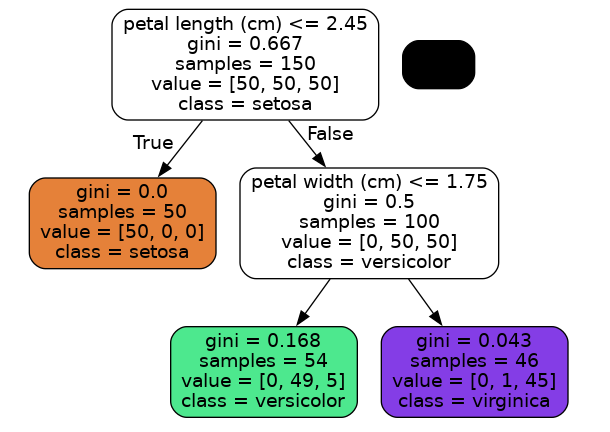 petal length (cm) <= 2.45
gini = 0.667
samples = 150
value = [50, 50, 50]
class = setosa
True
False
gini = 0.0
samples = 50
value = [50, 0, 0]
class = setosa
petal width (cm) <= 1.75
gini = 0.5
samples = 100
value = [0, 50, 50]
class = versicolor
gini = 0.168
samples = 54
value = [0, 49, 5]
class = versicolor
gini = 0.043
samples = 46
value = [0, 1, 45]
class = virginica